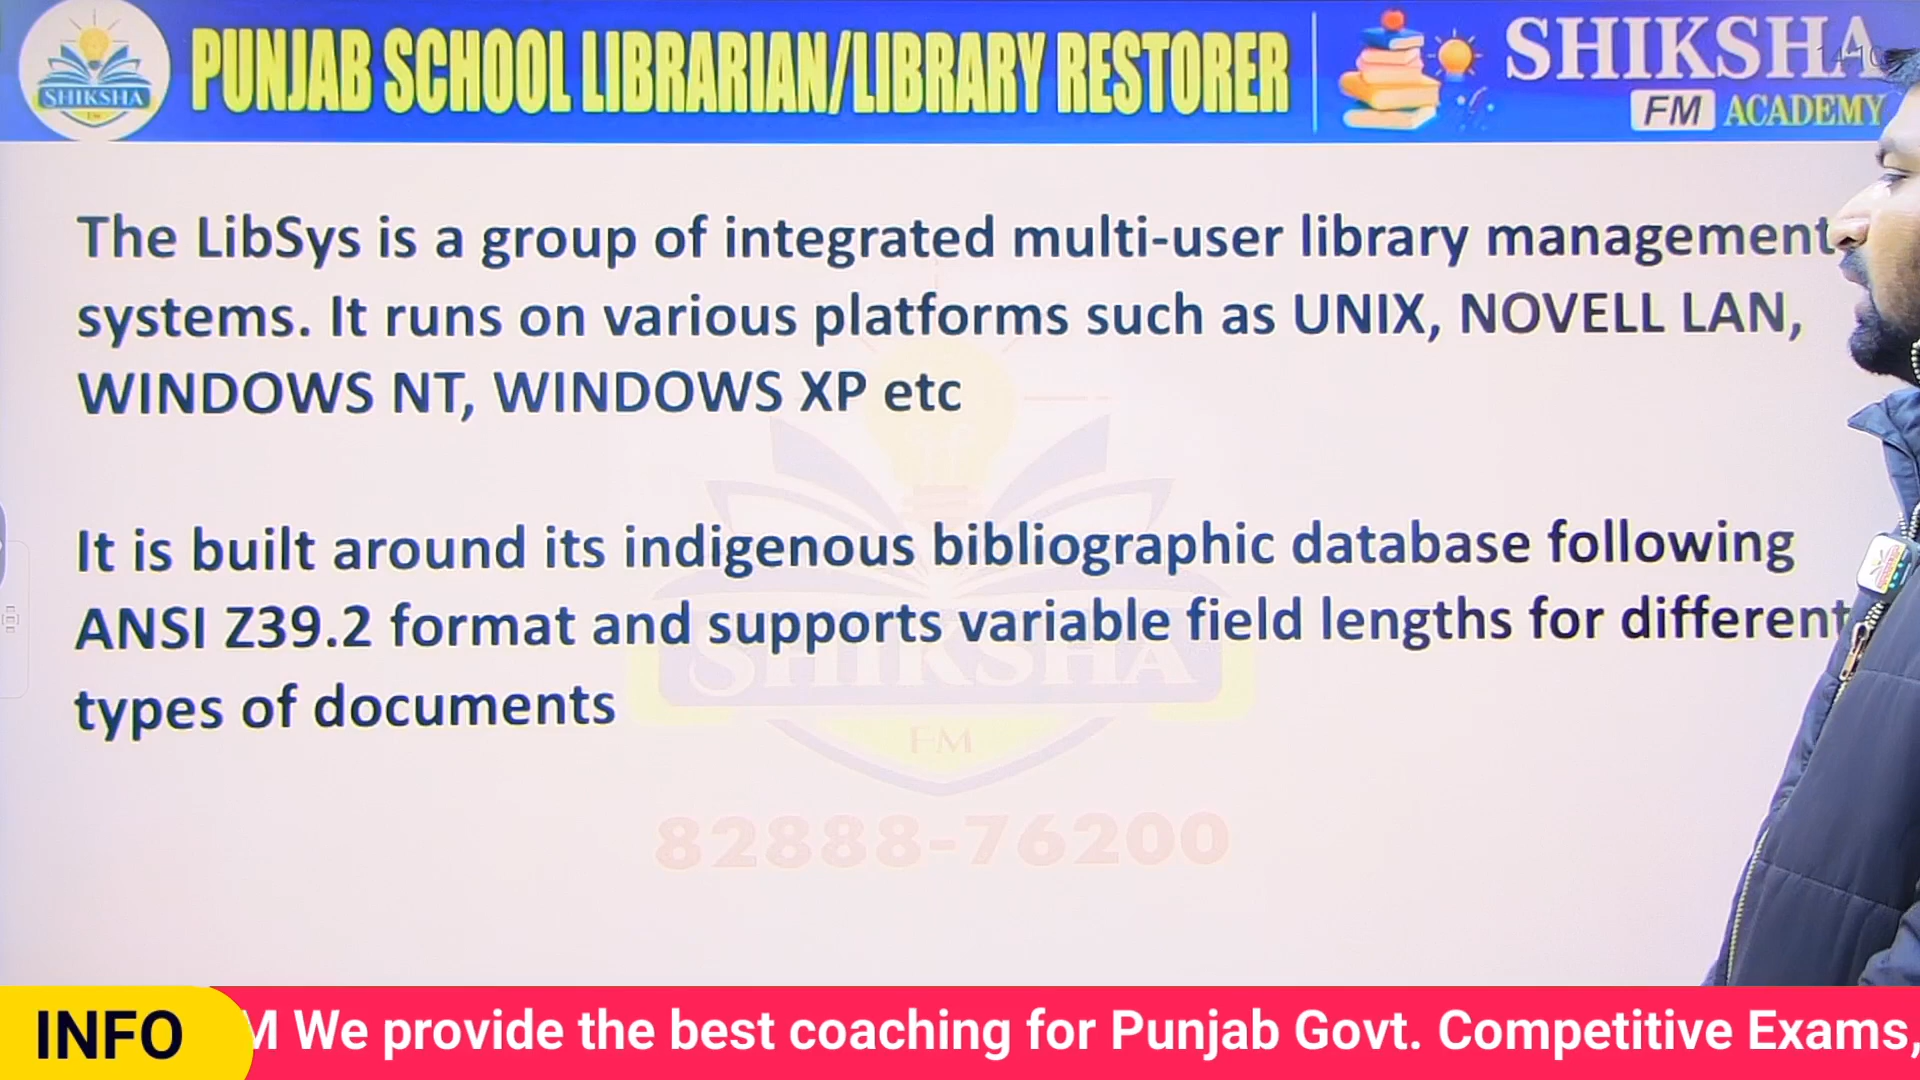 SHIKSHA
FM
PUNJAB SCHOOL LIBRARIAN/LIBRARY RESTORER
SHIKSHA
FM ACADEMY
The LibSys is a group of integrated multi-user library management
systems. It runs on various platforms such as UNIX, NOVELL LAN,
WINDOWS NT, WINDOWS XP etc
It is built around its indigenous bibliographic database following
ANSI Z39.2 format and supports variable field lengths for different
types of documents
SHIKSHA
FM
82888-76200
INFO
M We provide the best coaching for Punjab Govt. Competitive Exams,